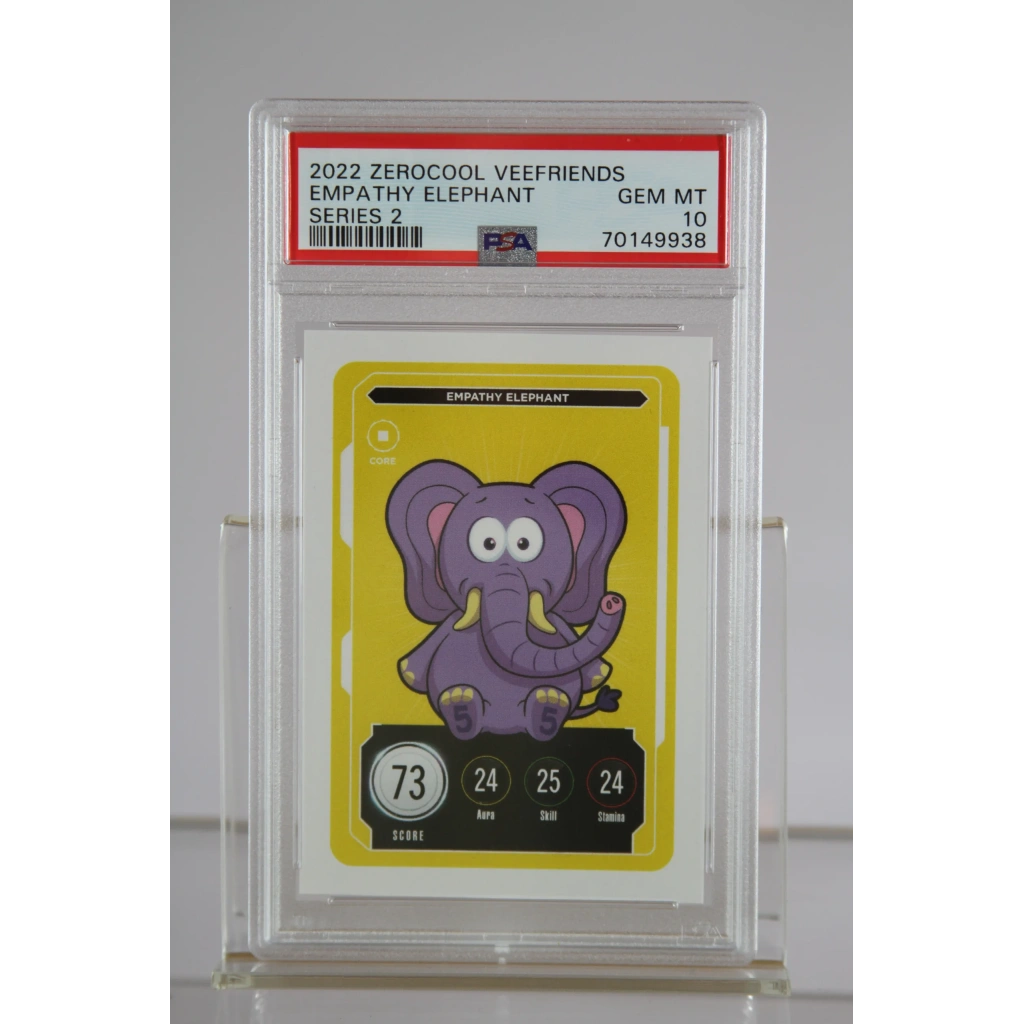 2022 ZEROCOOL VEEFRIENDS
EMPATHY ELEPHANT GEM MT
SERIES 2 10
PSA 70149938
EMPATHY ELEPHANT
CORE
5 5
73 24 25 24
SCORE Aura Skill Stamina